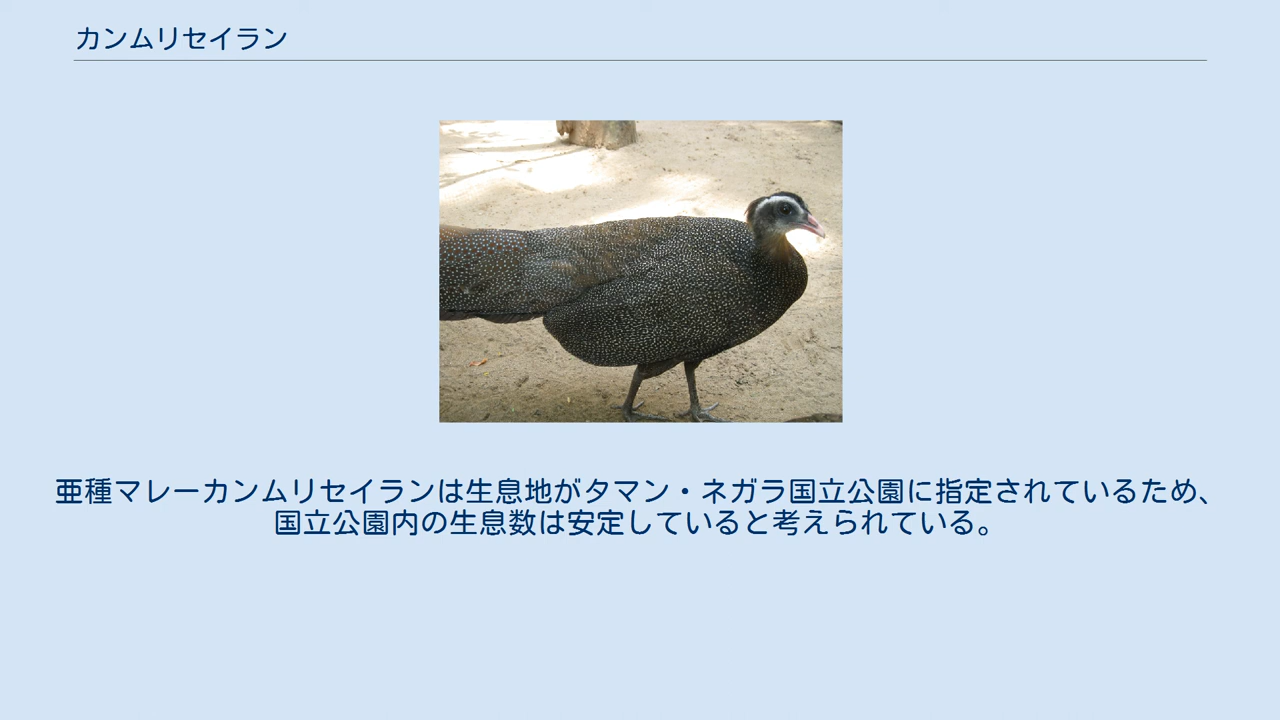 カンムリセイラン
亜種マレーカンムリセイランは生息地がタマン・ネガラ国立公園に指定されているため、
国立公園内の生息数は安定していると考えられている。